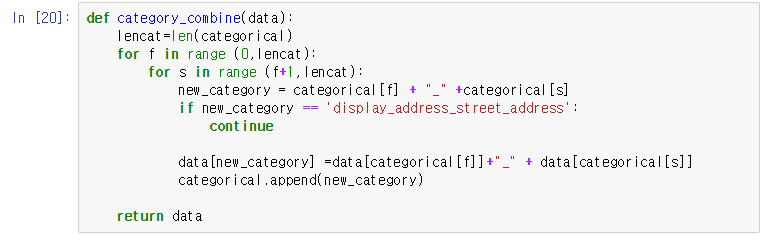 In [20]: def category_combine(data):
    lencat=len(categorical)
    for f in range (0,lencat):
        for s in range (f+1,lencat):
            new_category = categorical[f] + "_" +categorical[s]
            if new_category == 'display_address_street_address':
                continue

            data[new_category] =data[categorical[f]]+"_" + data[categorical[s]]
            categorical.append(new_category)

    return data